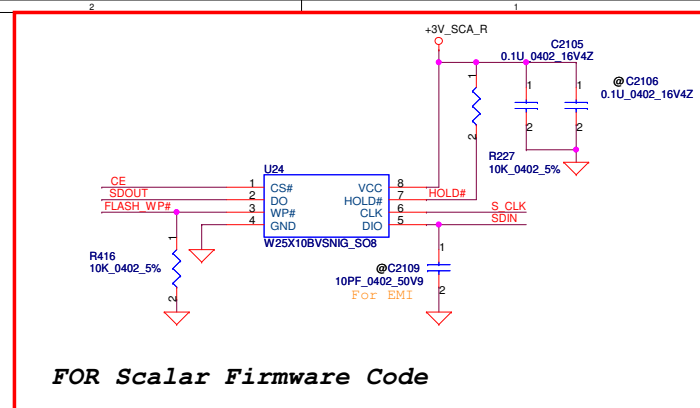 2
1
+3V_SCA_R
C2105
0.1U_0402_16V4Z
@C2106
0.1U_0402_16V4Z
1
2
1
2
1
2
R227
10K_0402_5%
U24
CE
1
CS#
VCC
8
SDOUT
2
DO
HOLD#
7
HOLD#
FLASH_WP#
3
WP#
CLK
6
S_CLK
4
GND
DIO
5
SDIN
W25X10BVSNIG_SO8
R416
10K_0402_5%
1
2
@C2109
10PF_0402_50V9
For EMI
1
2
FOR Scalar Firmware Code